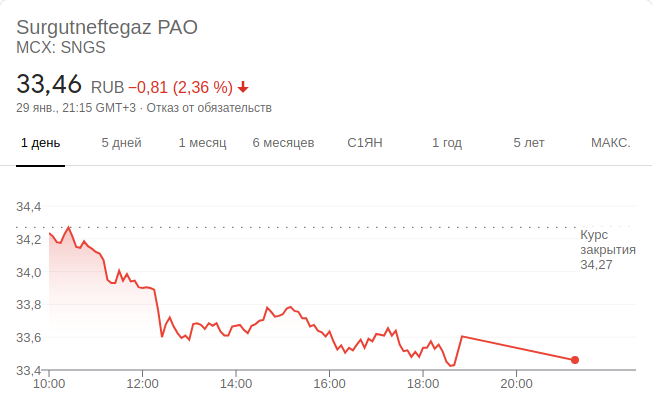 Surgutneftegaz PAO
MCX: SNGS
33,46 RUB −0,81 (2,36 %)
29 янв., 21:15 GMT+3 · Отказ от обязательств
1 день 5 дней 1 месяц 6 месяцев С1ЯН 1 год 5 лет МАКС.
34,4
34,2
34,0
33,8
33,6
33,4
Курс
закрытия
34,27
10:00 12:00 14:00 16:00 18:00 20:00